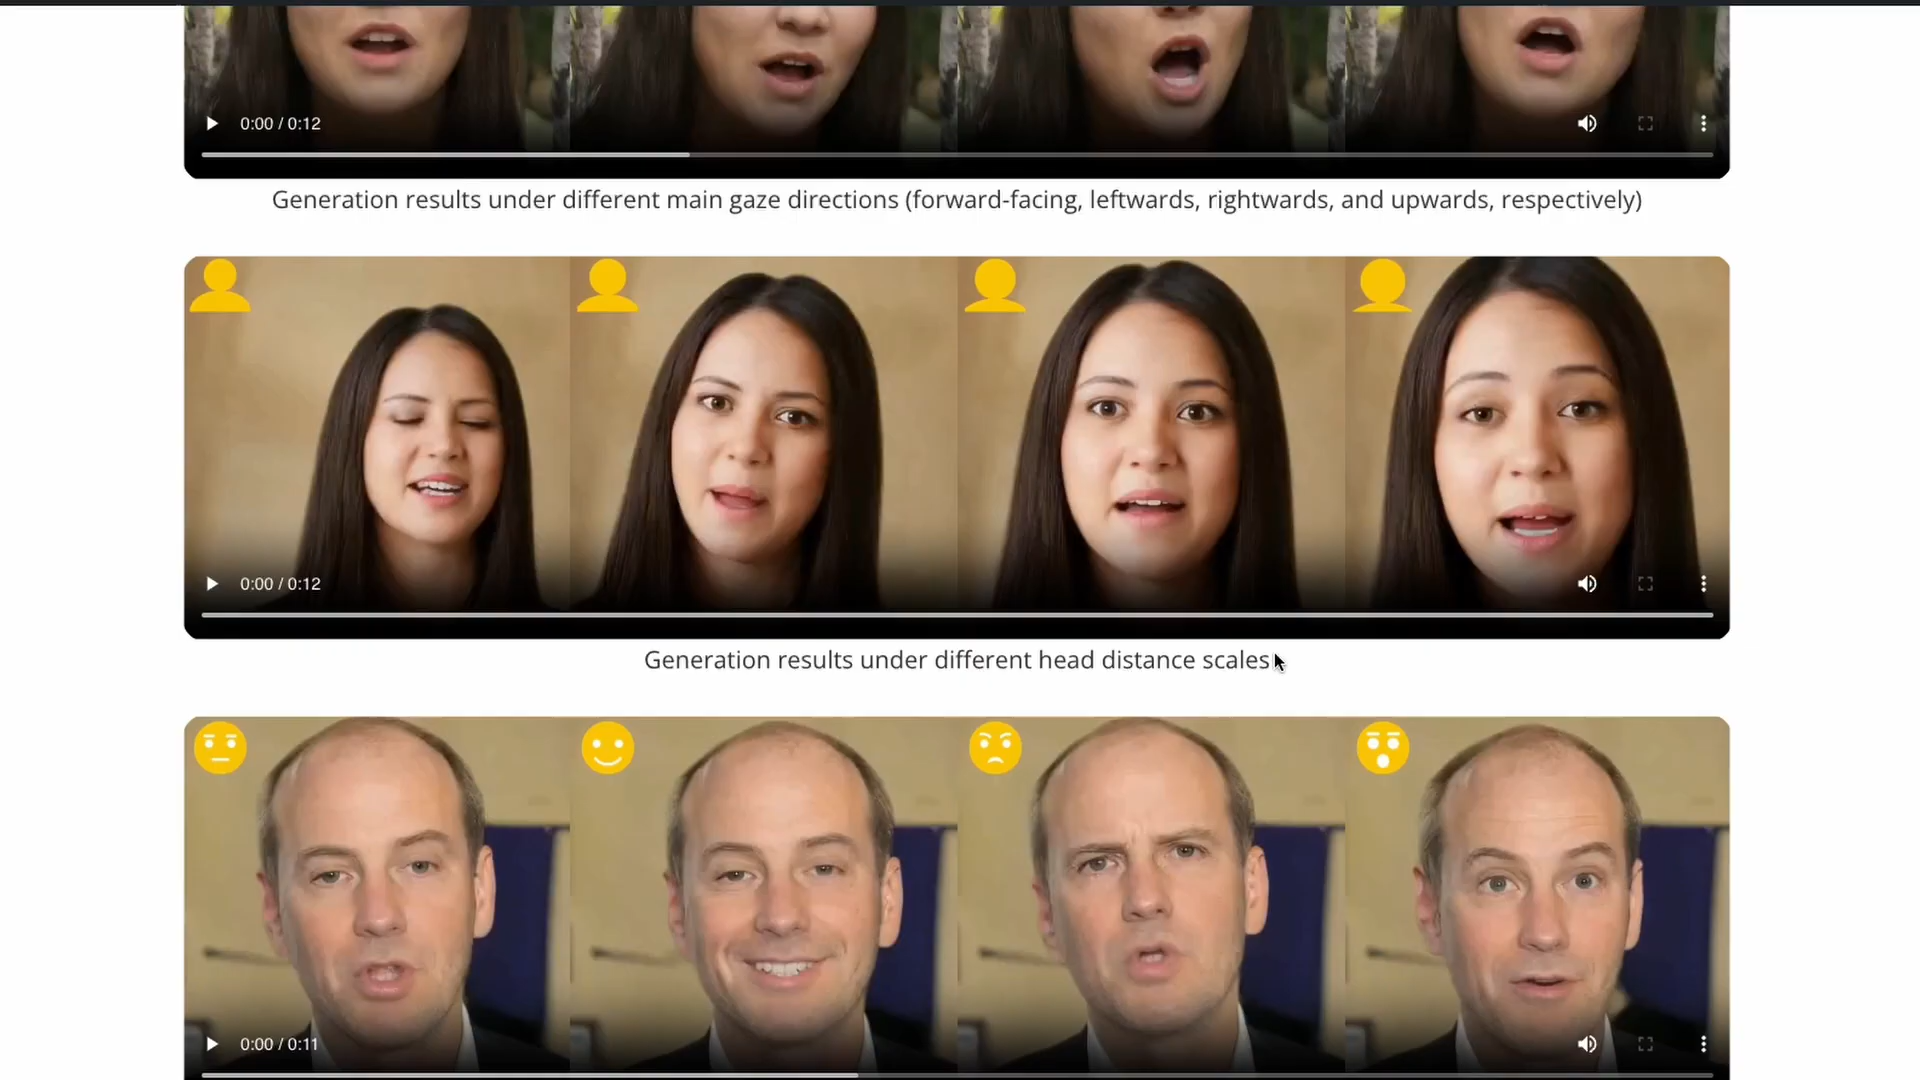 0:00 / 0:12
Generation results under different main gaze directions (forward-facing, leftwards, rightwards, and upwards, respectively)
0:00 / 0:12
Generation results under different head distance scales
0:00 / 0:11